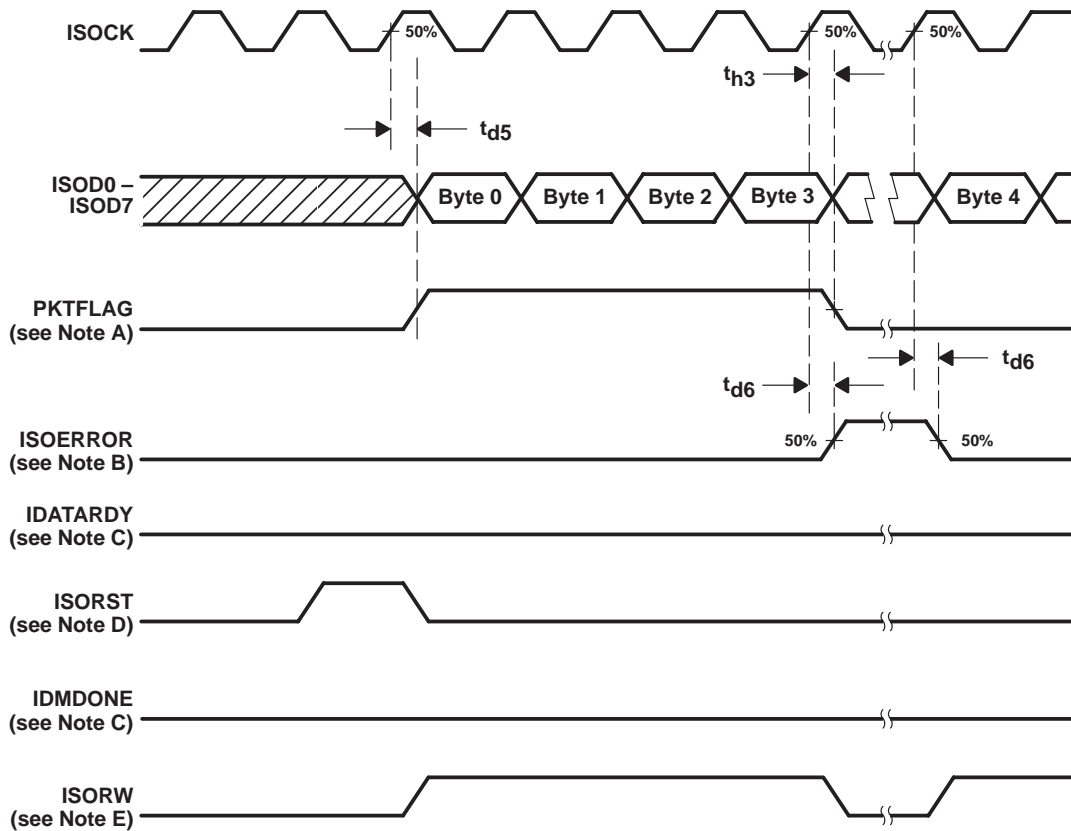 ISOCK
50%
50%
50%
th3
td5
ISOD0 –
ISOD7
Byte 0
Byte 1
Byte 2
Byte 3
Byte 4
PKTFLAG
(see Note A)
td6
td6
ISOERROR
(see Note B)
50%
50%
IDATARDY
(see Note C)
ISORST
(see Note D)
IDMDONE
(see Note C)
ISORW
(see Note E)